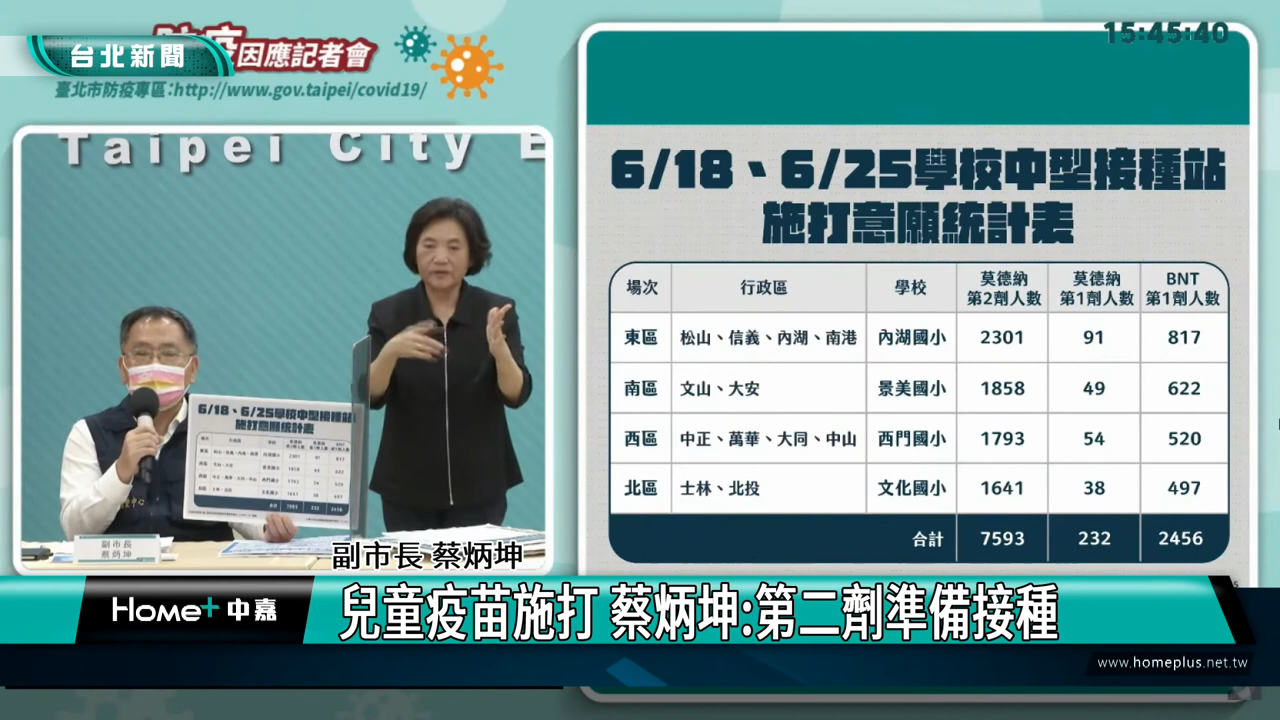 台北新聞
防疫因應記者會
臺北市防疫專區:http://www.gov.taipei/covid19/
15:45:40
Taipei City E
6/18、6/25學校中型接種站
施打意願統計表
副市長
蔡炳坤
6/18、6/25學校中型接種站
施打意願統計表
場次 行政區 學校 莫德納第2劑人數 莫德納第1劑人數 BNT第1劑人數
東區 松山、信義、內湖、南港 內湖國小 2301 91 817
南區 文山、大安 景美國小 1858 49 622
西區 中正、萬華、大同、中山 西門國小 1793 54 520
北區 士林、北投 文化國小 1641 38 497
合計 7593 232 2456
副市長 蔡炳坤
Home+ 中嘉
兒童疫苗施打 蔡炳坤:第二劑準備接種
www.homeplus.net.tw